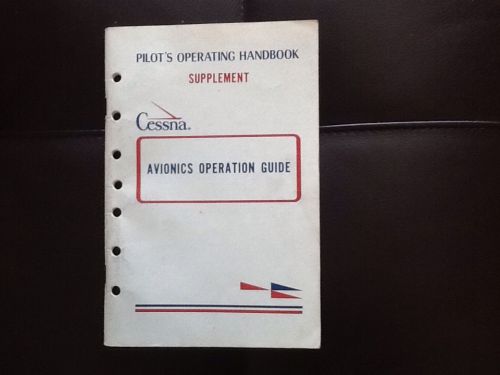 PILOT'S OPERATING HANDBOOK
SUPPLEMENT
Cessna®
AVIONICS OPERATION GUIDE